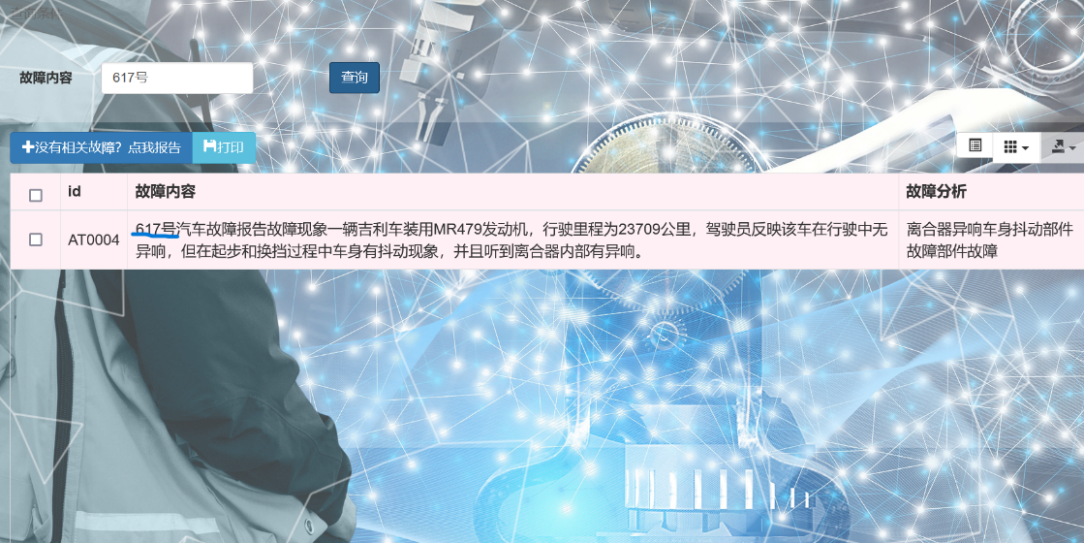 故障内容 617号 查询
没有相关故障？点我报告 打印
id 故障内容 故障分析
AT0004 617号汽车故障报告故障现象一辆吉利车装用MR479发动机，行驶里程为23709公里，驾驶员反映该车在行驶中无 离合器异响车身抖动部件
异响，但在起步和换挡过程中车身有抖动现象，并且听到离合器内部有异响。 故障部件故障